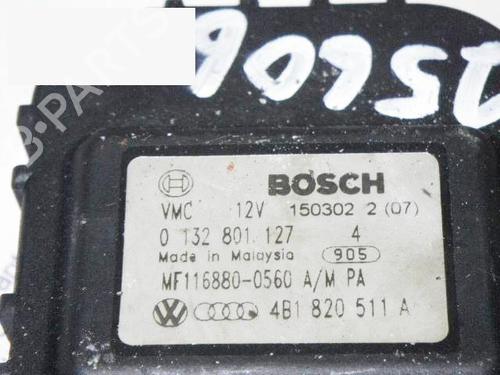 BOSCH
VMC 12V 150302 2 (07)
0 132 801 127 4
Made in Malaysia 905
MF116880-0560 A/M PA
4B1 820 511 A